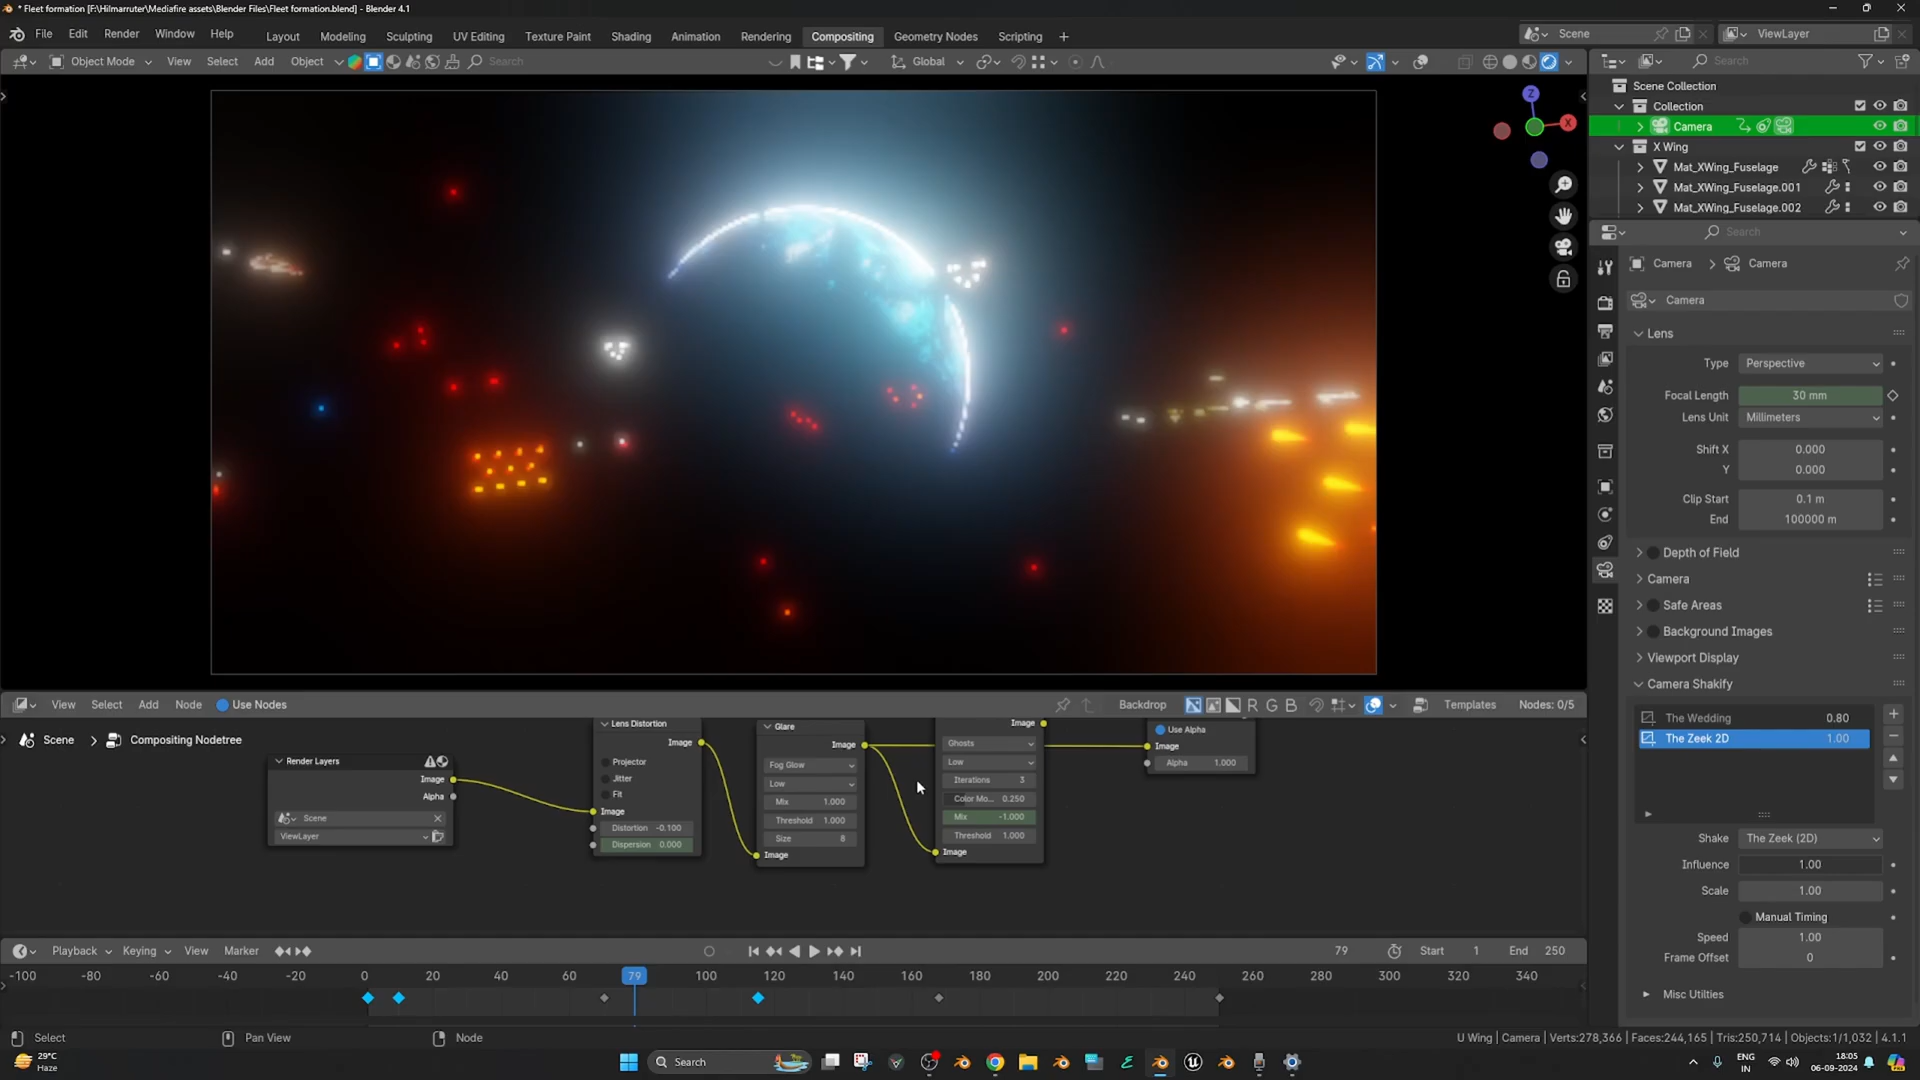 * Fleet formation [F:\Hilmarruter\Mediafire assets\Blender Files\Fleet formation.blend] - Blender 4.1
File Edit Render Window Help Layout Modeling Sculpting UV Editing Texture Paint Shading Animation Rendering Compositing Geometry Nodes Scripting + Scene ViewLayer
Object Mode View Select Add Object Search Global Search
Scene Collection
Collection
Camera
X Wing
Mat_XWing_Fuselage
Mat_XWing_Fuselage.001
Mat_XWing_Fuselage.002
Z
X
Search
Camera > Camera
Camera
Lens
Type Perspective
Focal Length 30 mm
Lens Unit Millimeters
Shift X 0.000
Y 0.000
Clip Start 0.1 m
End 100000 m
Depth of Field
Camera
Safe Areas
Background Images
Viewport Display
Camera Shakify
The Wedding 0.80
The Zeek 2D 1.00
Shake The Zeek (2D)
Influence 1.00
Scale 1.00
Manual Timing
Speed 1.00
Frame Offset 0
Misc Utilties
View Select Add Node Use Nodes Backdrop R G B Templates Nodes: 0/5
Scene > Compositing Nodetree
Render Layers
Image
Alpha
Scene
ViewLayer
Lens Distortion
Image
Projector
Jitter
Fit
Image
Distortion -0.100
Dispersion 0.000
Glare
Image
Fog Glow
Low
Mix 1.000
Threshold 1.000
Size 8
Image
Image
Ghosts
Low
Iterations 3
Color Mo... 0.250
Mix -1.000
Threshold 1.000
Image
Use Alpha
Image
Alpha 1.000
Playback Keying View Marker 79 Start 1 End 250
-100 -80 -60 -40 -20 0 20 40 60 79 100 120 140 160 180 200 220 240 260 280 300 320 340
Select Pan View Node U Wing | Camera | Verts:278,366 | Faces:244,165 | Tris:250,714 | Objects:1/1,032 | 4.1.1
29°C
Haze
Search
ENG
IN
18:05
06-09-2024